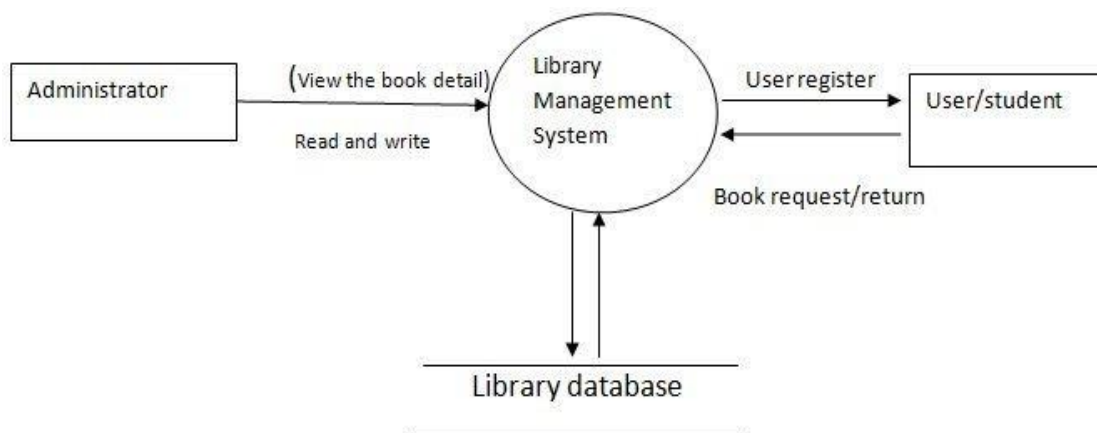 Administrator
(View the book detail)
Read and write
Library
Management
System
User register
User/student
Book request/return
Library database